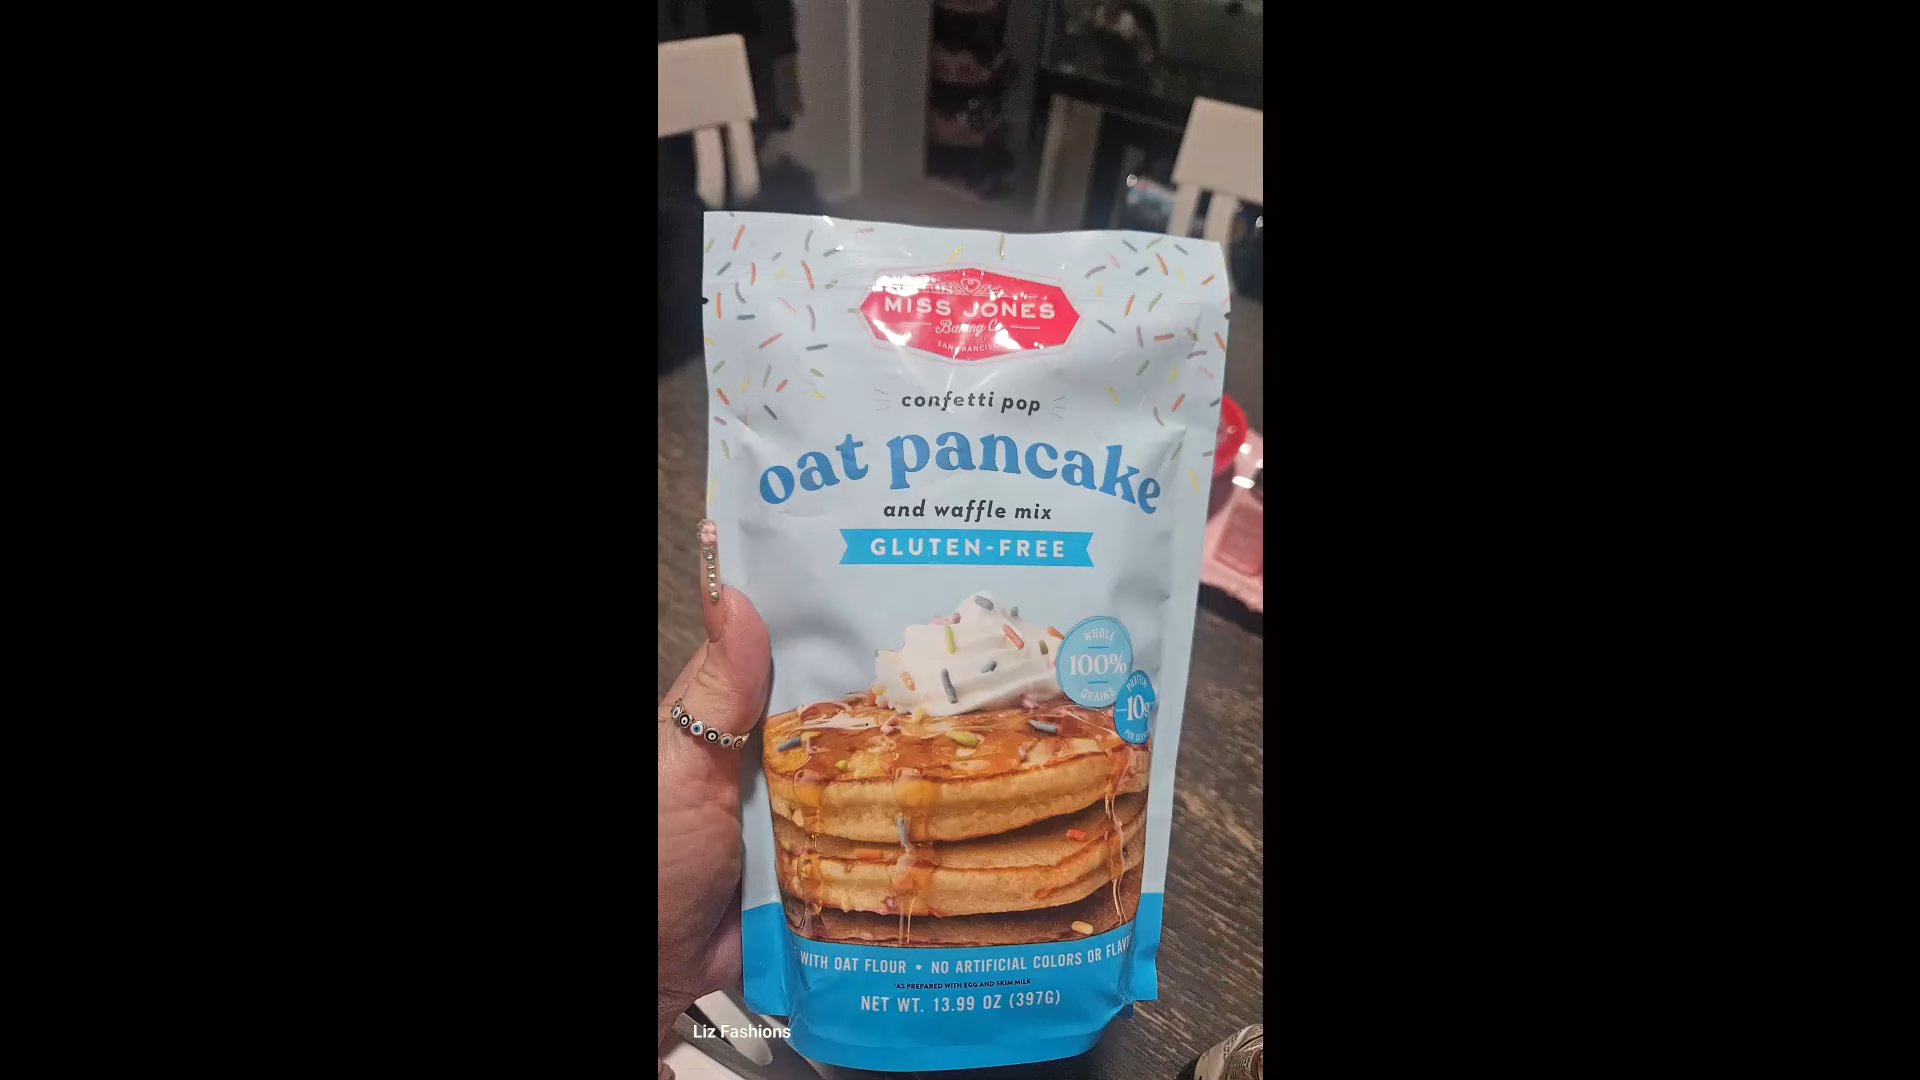 MISS JONES
Baking Co
confetti pop
oat pancake
and waffle mix
GLUTEN-FREE
WHOLE
100%
GRAINS
PROTEIN
10g
PER
WITH OAT FLOUR • NO ARTIFICIAL COLORS OR
*AS PREPARED WITH EGG AND SKIM MILK
NET WT. 13.99 OZ (397G)
Liz Fashions